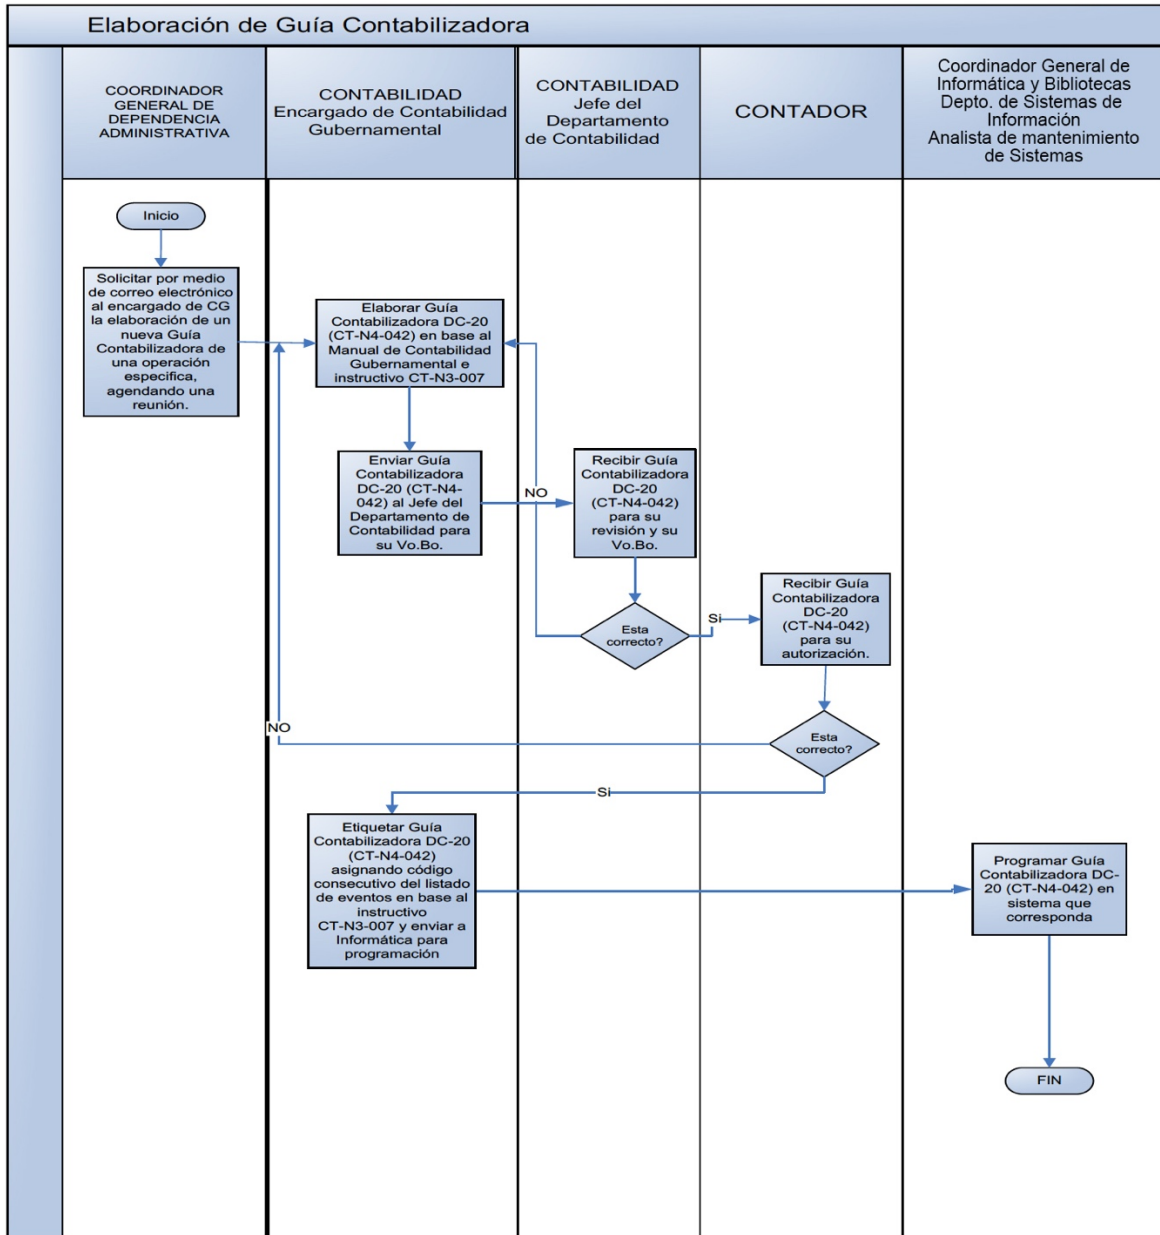 Elaboración de Guía Contabilizadora
COORDINADOR
GENERAL DE
DEPENDENCIA
ADMINISTRATIVA
CONTABILIDAD
Encargado de Contabilidad
Gubernamental
CONTABILIDAD
Jefe del
Departamento
de Contabilidad
CONTADOR
Coordinador General de
Informática y Bibliotecas
Depto. de Sistemas de
Información
Analista de mantenimiento
de Sistemas
Inicio
Solicitar por medio
de correo electrónico
al encargado de CG
la elaboración de un
nueva Guía
Contabilizadora de
una operación
especifica,
agendando una
reunión.
Elaborar Guía
Contabilizadora DC-20
(CT-N4-042) en base al
Manual de Contabilidad
Gubernamental e
instructivo CT-N3-007
Enviar Guía
Contabilizadora
DC-20 (CT-N4-
042) al Jefe del
Departamento de
Contabilidad para
su Vo.Bo.
NO
Recibir Guía
Contabilizadora
DC-20
(CT-N4-042)
para su
revisión y su
Vo.Bo.
Esta
correcto?
Si
Recibir Guía
Contabilizadora
DC-20
(CT-N4-042)
para su
autorización.
NO
Esta
correcto?
Si
Etiquetar Guía
Contabilizadora DC-20
(CT-N4-042)
asignando código
consecutivo del listado
de eventos en base al
instructivo
CT-N3-007 y enviar a
Informática para
programación
Programar Guía
Contabilizadora DC-
20 (CT-N4-042) en
sistema que
corresponda
FIN